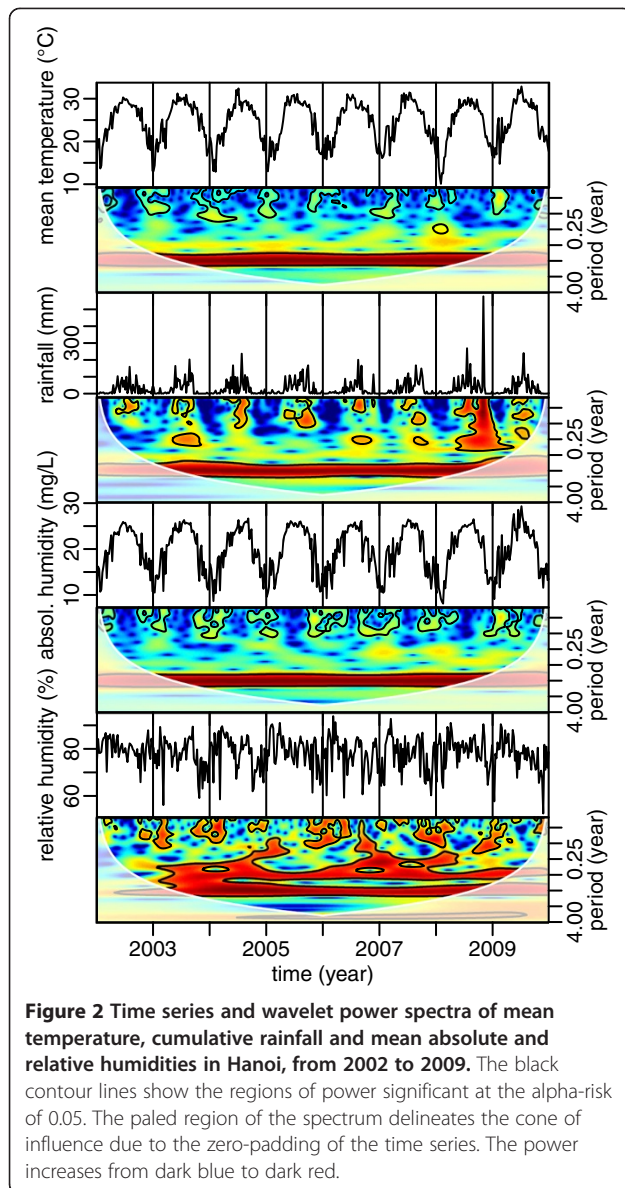 mean temperature (°C)
30
20
10
0.25
4.00
period (year)
rainfall (mm)
300
0
0.25
4.00
period (year)
absol. humidity (mg/L)
30
20
10
0.25
4.00
period (year)
relative humidity (%)
80
60
0.25
4.00
period (year)
2003
2005
2007
2009
time (year)
Figure 2 Time series and wavelet power spectra of mean
temperature, cumulative rainfall and mean absolute and
relative humidities in Hanoi, from 2002 to 2009. The black
contour lines show the regions of power significant at the alpha-risk
of 0.05. The paled region of the spectrum delineates the cone of
influence due to the zero-padding of the time series. The power
increases from dark blue to dark red.